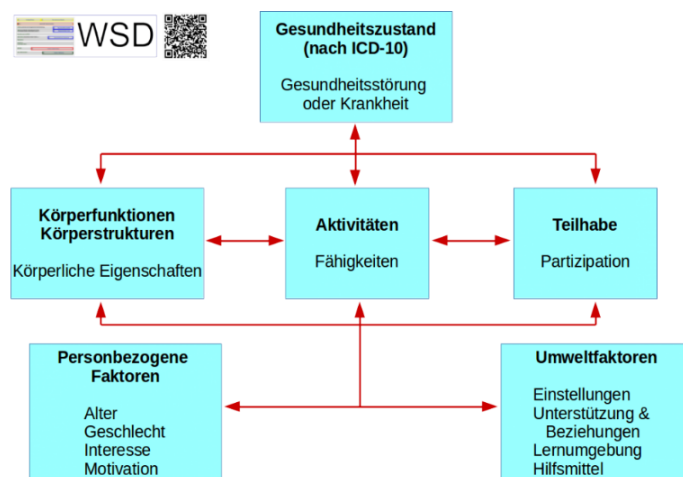 WSD
Gesundheitszustand
(nach ICD-10)
Gesundheitsstörung
oder Krankheit
Körperfunktionen
Körperstrukturen
Körperliche Eigenschaften
Aktivitäten
Fähigkeiten
Teilhabe
Partizipation
Personbezogene
Faktoren
Alter
Geschlecht
Interesse
Motivation
Umweltfaktoren
Einstellungen
Unterstützung &
Beziehungen
Lernumgebung
Hilfsmittel